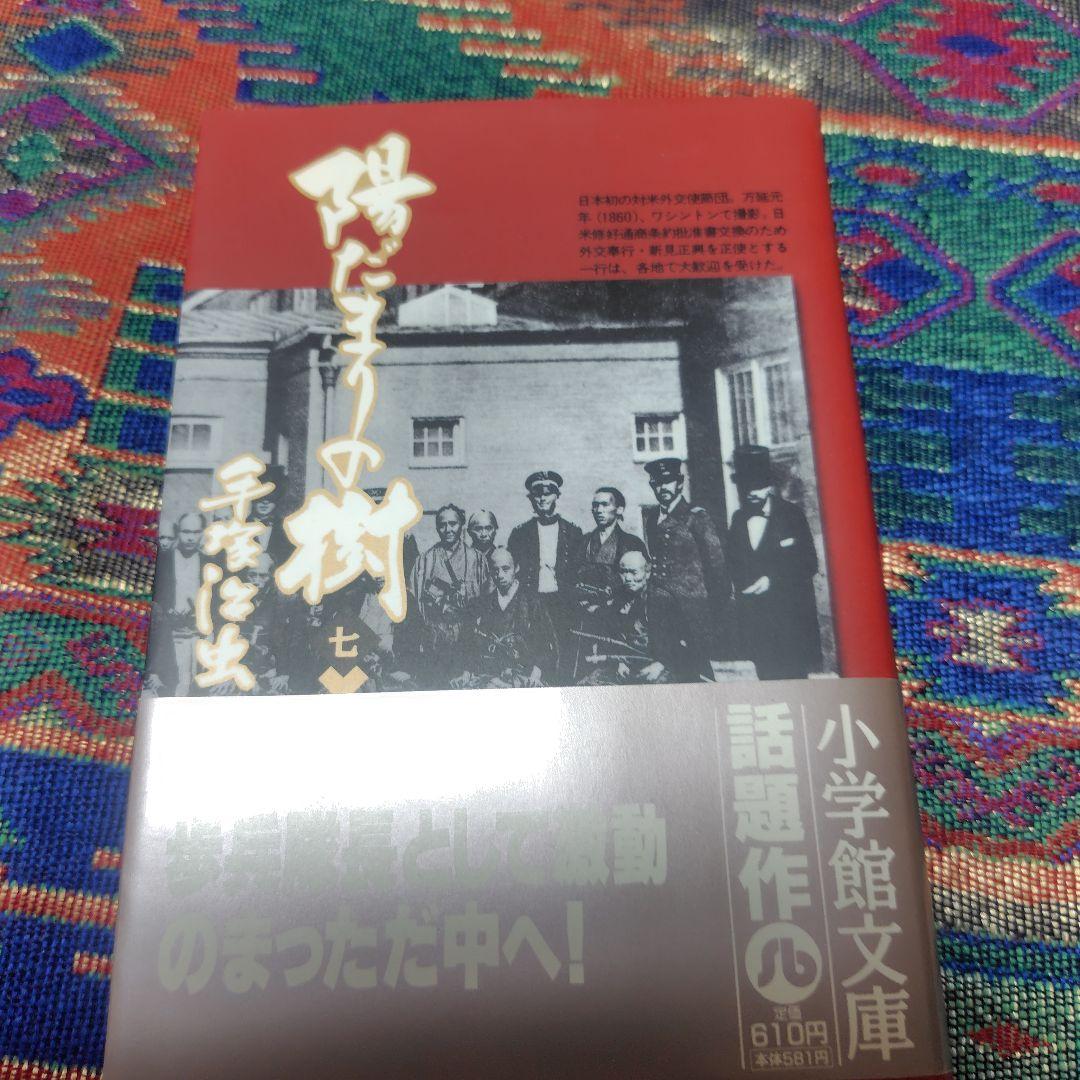 陽だまりの樹
手塚治虫
七
日本初の対米外交使節団。万延元
年(1860)、ワシントンで撮影。日
米修好通商条約批准書交換のため
外交奉行・新見正興を正使とする
一行は、各地で大歓迎を受けた。
歩兵隊長として激動
のまっただ中へ!
話題作
定価
610円
本体581円
小学館文庫